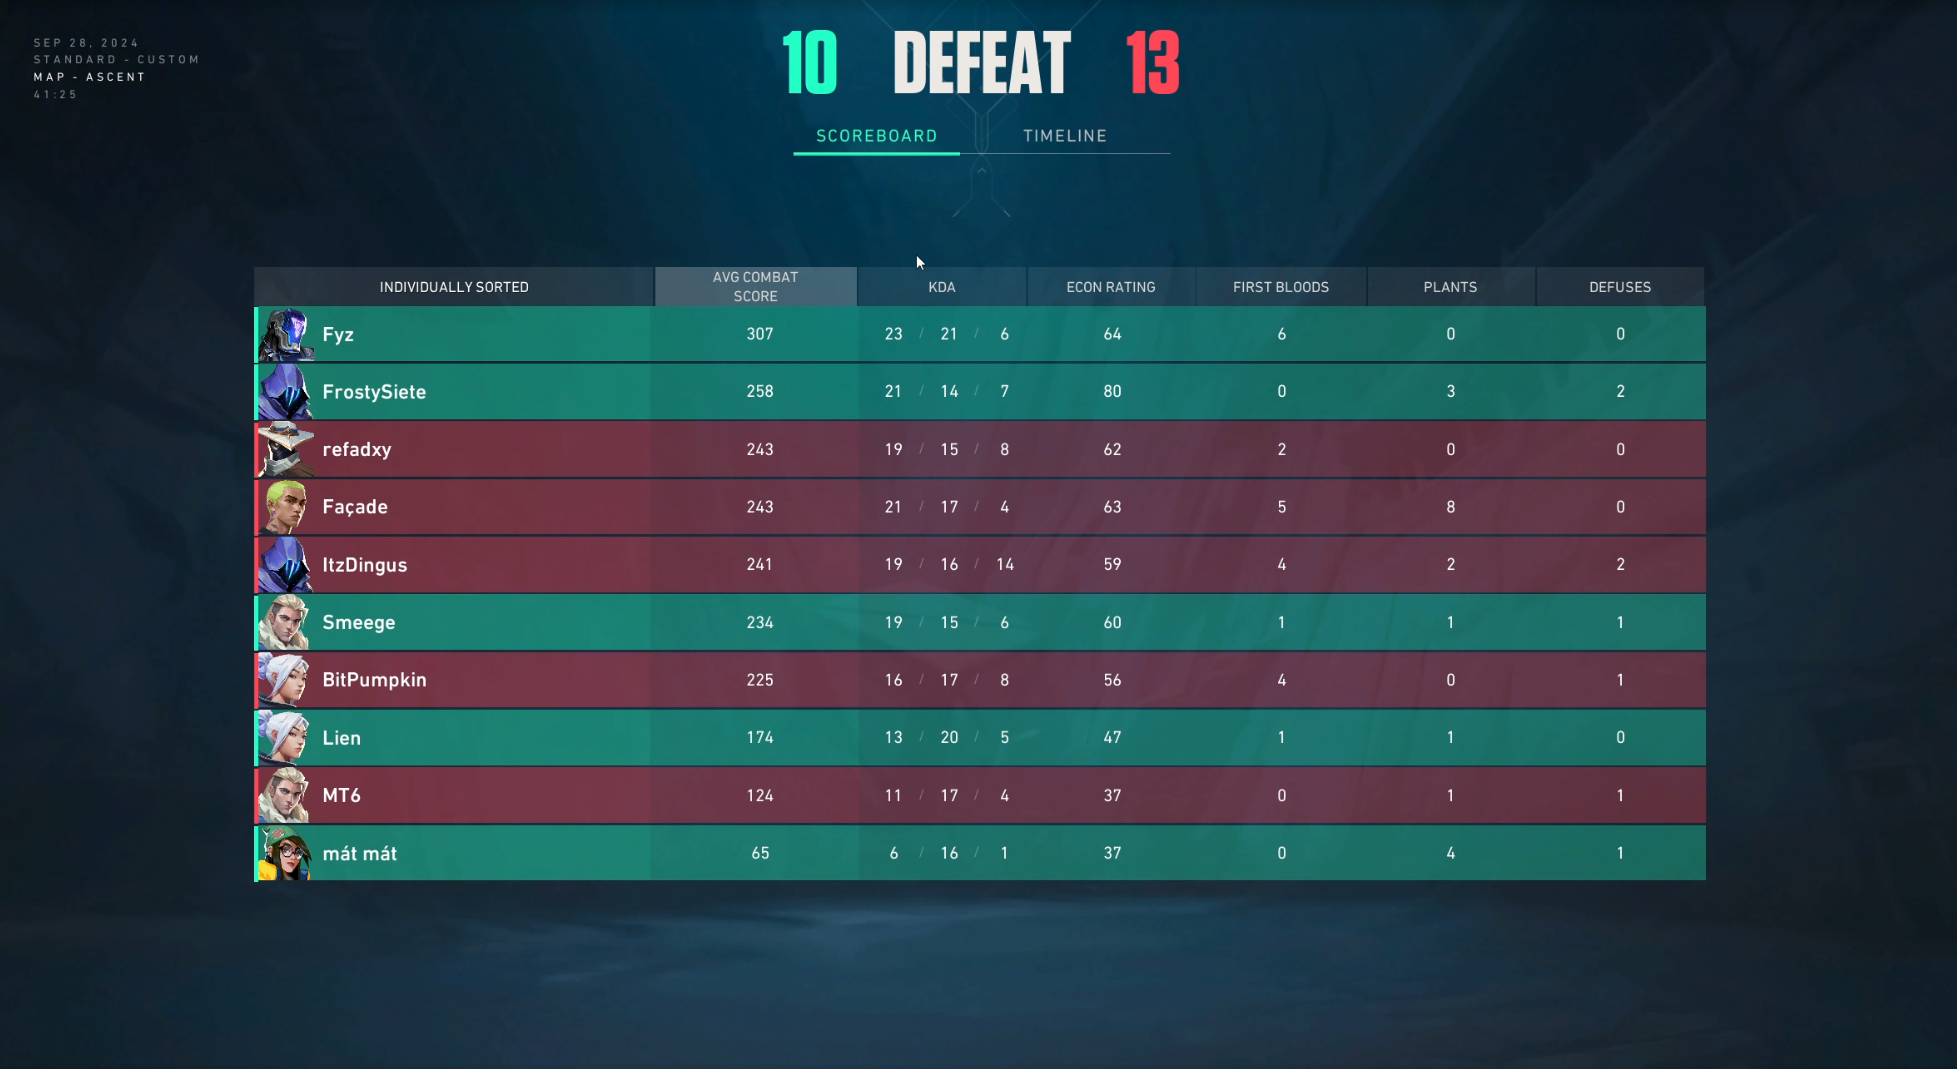 SEP 28, 2024
STANDARD - CUSTOM
MAP - ASCENT
41:25
10 DEFEAT 13
SCOREBOARD TIMELINE
INDIVIDUALLY SORTED AVG COMBAT SCORE KDA ECON RATING FIRST BLOODS PLANTS DEFUSES
Fyz 307 23 / 21 / 6 64 6 0 0
FrostySiete 258 21 / 14 / 7 80 0 3 2
refadxy 243 19 / 15 / 8 62 2 0 0
Façade 243 21 / 17 / 4 63 5 8 0
ItzDingus 241 19 / 16 / 14 59 4 2 2
Smeege 234 19 / 15 / 6 60 1 1 1
BitPumpkin 225 16 / 17 / 8 56 4 0 1
Lien 174 13 / 20 / 5 47 1 1 0
MT6 124 11 / 17 / 4 37 0 1 1
mát mát 65 6 / 16 / 1 37 0 4 1